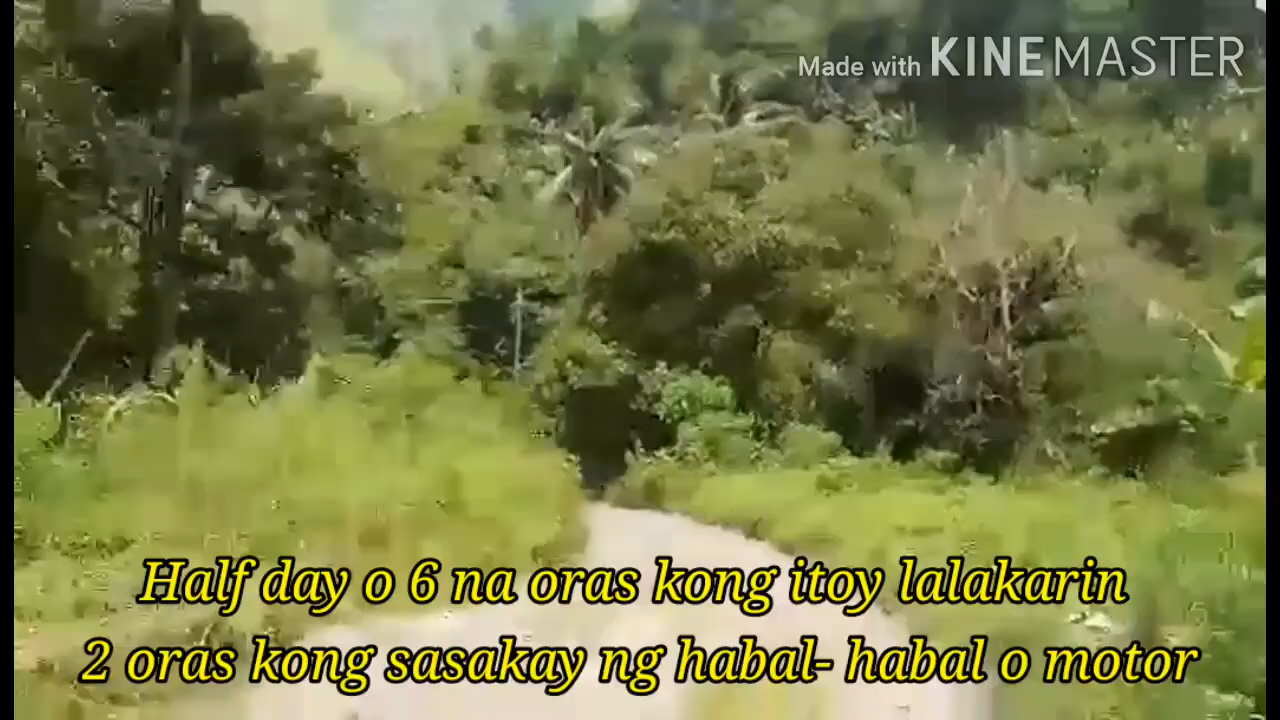 Made with KINEMASTER
Half day o 6 na oras kong itoy lalakarin
2 oras kong sasakay ng habal- habal o motor